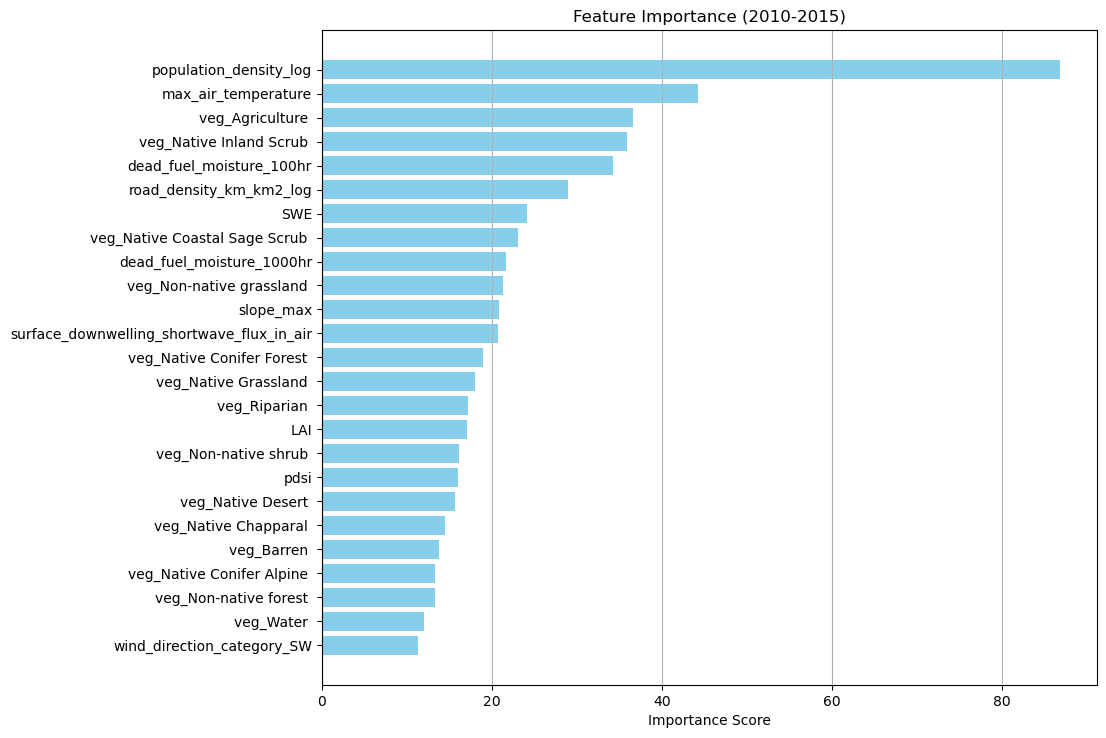 Feature Importance (2010-2015)
population_density_log
max_air_temperature
veg_Agriculture
veg_Native Inland Scrub
dead_fuel_moisture_100hr
road_density_km_km2_log
SWE
veg_Native Coastal Sage Scrub
dead_fuel_moisture_1000hr
veg_Non-native grassland
slope_max
surface_downwelling_shortwave_flux_in_air
veg_Native Conifer Forest
veg_Native Grassland
veg_Riparian
LAI
veg_Non-native shrub
pdsi
veg_Native Desert
veg_Native Chapparal
veg_Barren
veg_Native Conifer Alpine
veg_Non-native forest
veg_Water
wind_direction_category_SW
0 20 40 60 80
Importance Score